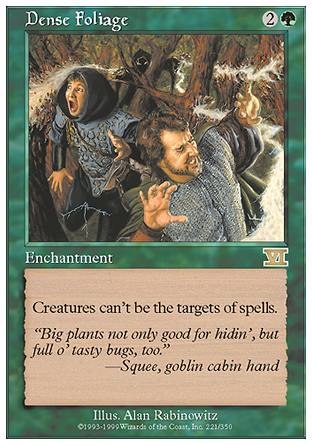 Dense Foliage 2
Enchantment VI
Creatures can't be the targets of spells.
"Big plants not only good for hidin', but
full o' tasty bugs, too."
—Squee, goblin cabin hand
Illus. Alan Rabinowitz
©1993-1999 Wizards of the Coast, Inc. 221/350